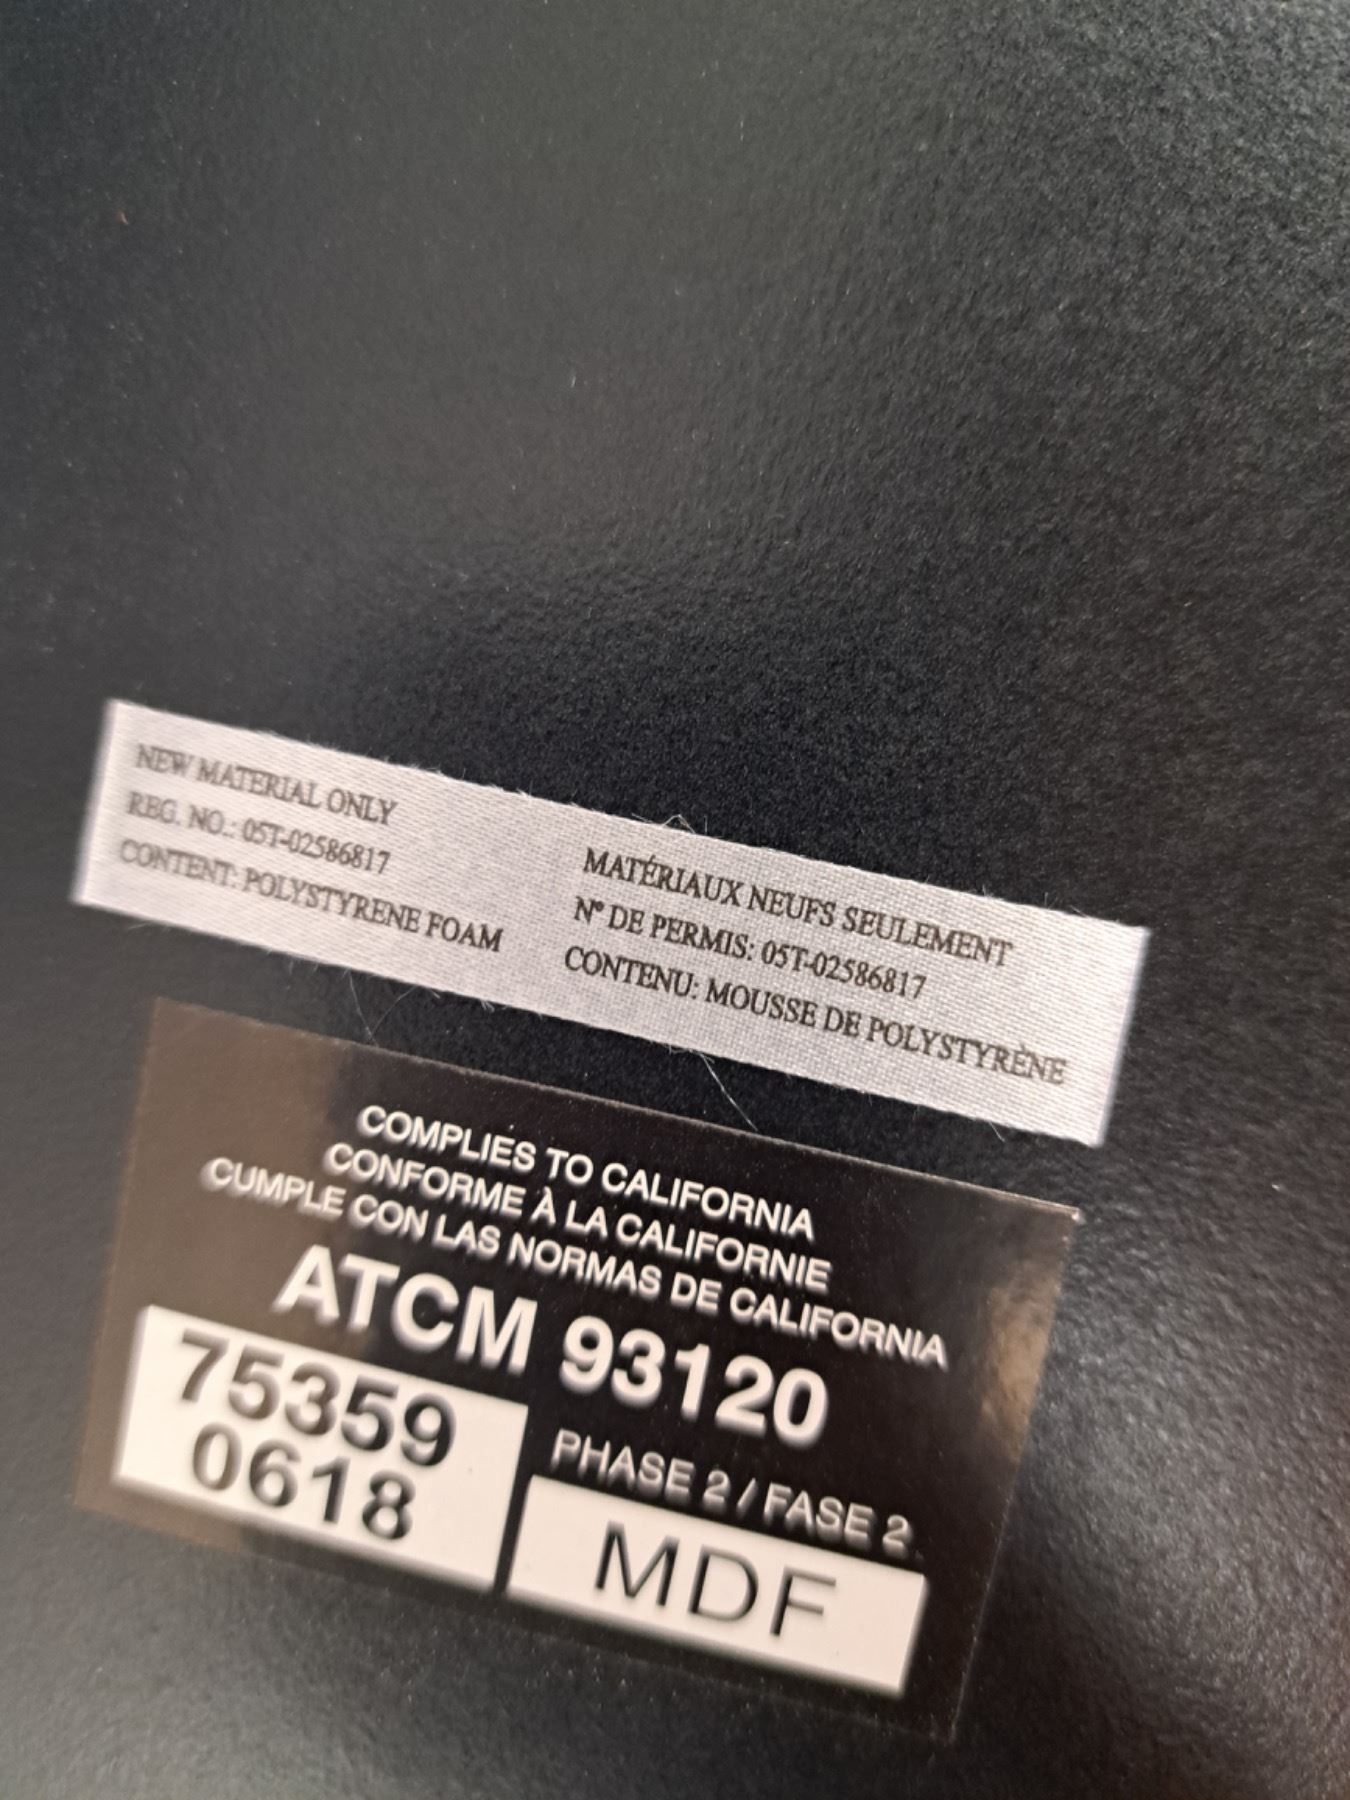 NEW MATERIAL ONLY
REG. NO.: 05T-02586817
CONTENT: POLYSTYRENE FOAM
MATÉRIAUX NEUFS SEULEMENT
N° DE PERMIS: 05T-02586817
CONTENU: MOUSSE DE POLYSTYRÈNE
COMPLIES TO CALIFORNIA
CONFORME À LA CALIFORNIE
CUMPLE CON LAS NORMAS DE CALIFORNIA
ATCM 93120
75359
0618
PHASE 2 / FASE 2
MDF